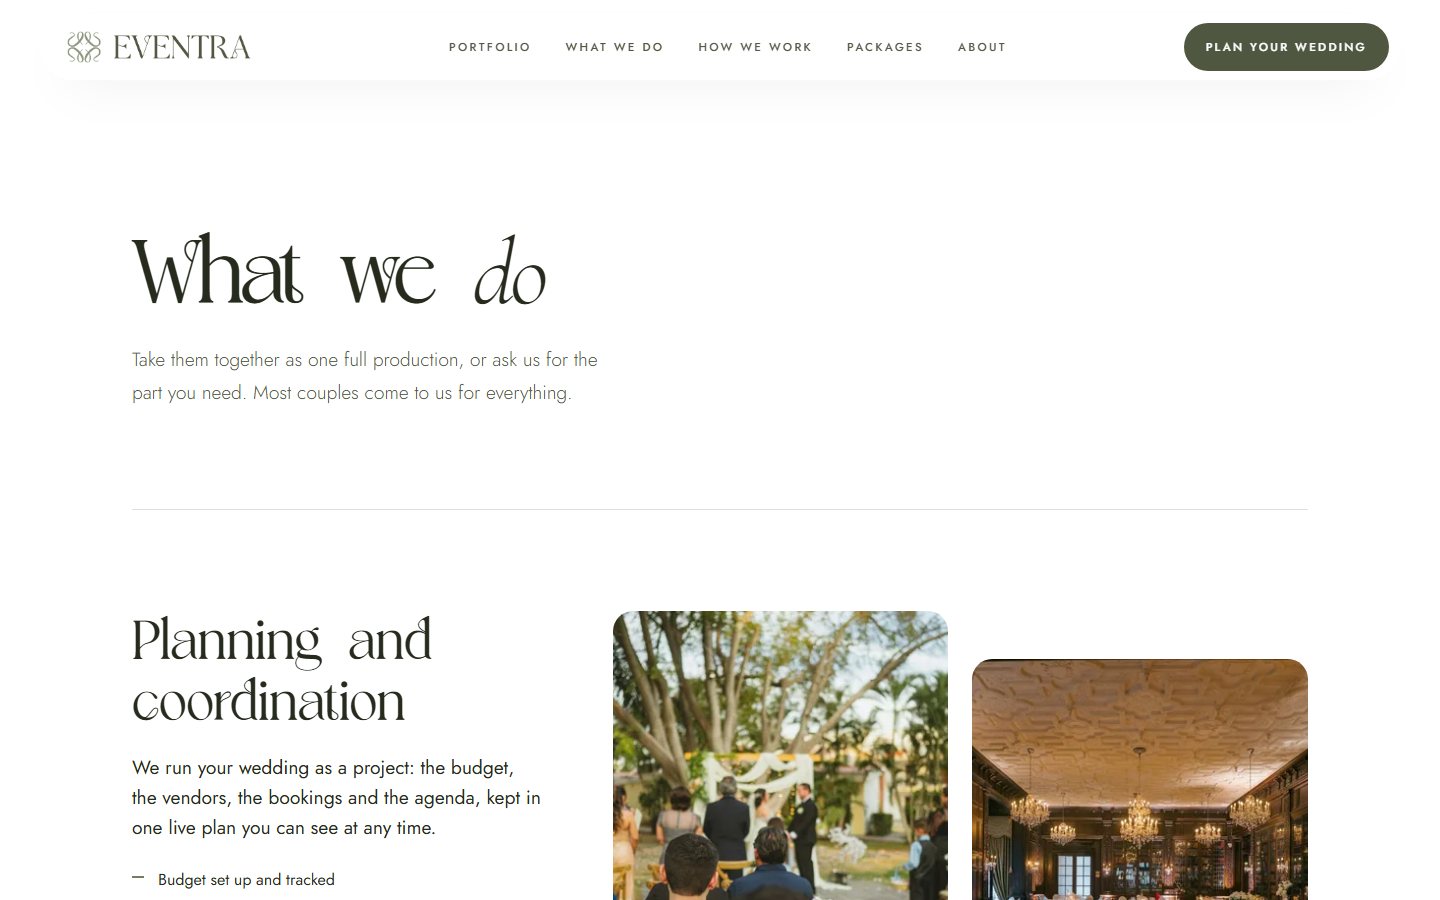 EVENTRA
PORTFOLIO
WHAT WE DO
HOW WE WORK
PACKAGES
ABOUT
PLAN YOUR WEDDING
What we do
Take them together as one full production, or ask us for the
part you need. Most couples come to us for everything.
Planning and
coordination
We run your wedding as a project: the budget,
the vendors, the bookings and the agenda, kept in
one live plan you can see at any time.
Budget set up and tracked